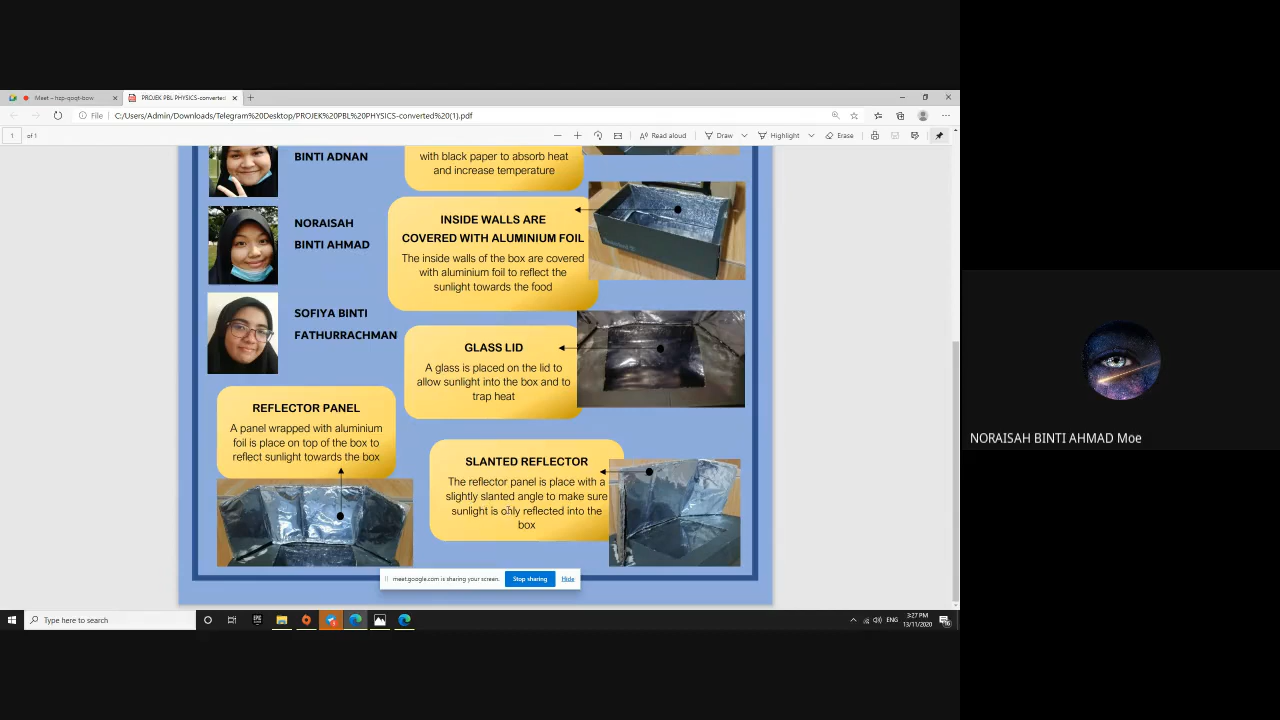 Meet – hzp-qoqt-bow
PROJEK PBL PHYSICS-converted
File
C:/Users/Admin/Downloads/Telegram%20Desktop/PROJEK%20PBL%20PHYSICS-converted%20(1).pdf
1
of 1
Read aloud
Draw
Highlight
Erase
BINTI ADNAN
with black paper to absorb heat
and increase temperature
NORAISAH
BINTI AHMAD
INSIDE WALLS ARE
COVERED WITH ALUMINIUM FOIL
The inside walls of the box are covered
with aluminium foil to reflect the
sunlight towards the food
SOFIYA BINTI
FATHURRACHMAN
GLASS LID
A glass is placed on the lid to
allow sunlight into the box and to
trap heat
REFLECTOR PANEL
A panel wrapped with aluminium
foil is place on top of the box to
reflect sunlight towards the box
SLANTED REFLECTOR
The reflector panel is place with a
slightly slanted angle to make sure
sunlight is only reflected into the
box
meet.google.com is sharing your screen.
Stop sharing
Hide
Type here to search
EPIC
ENG
3:27 PM
13/11/2020
NORAISAH BINTI AHMAD Moe